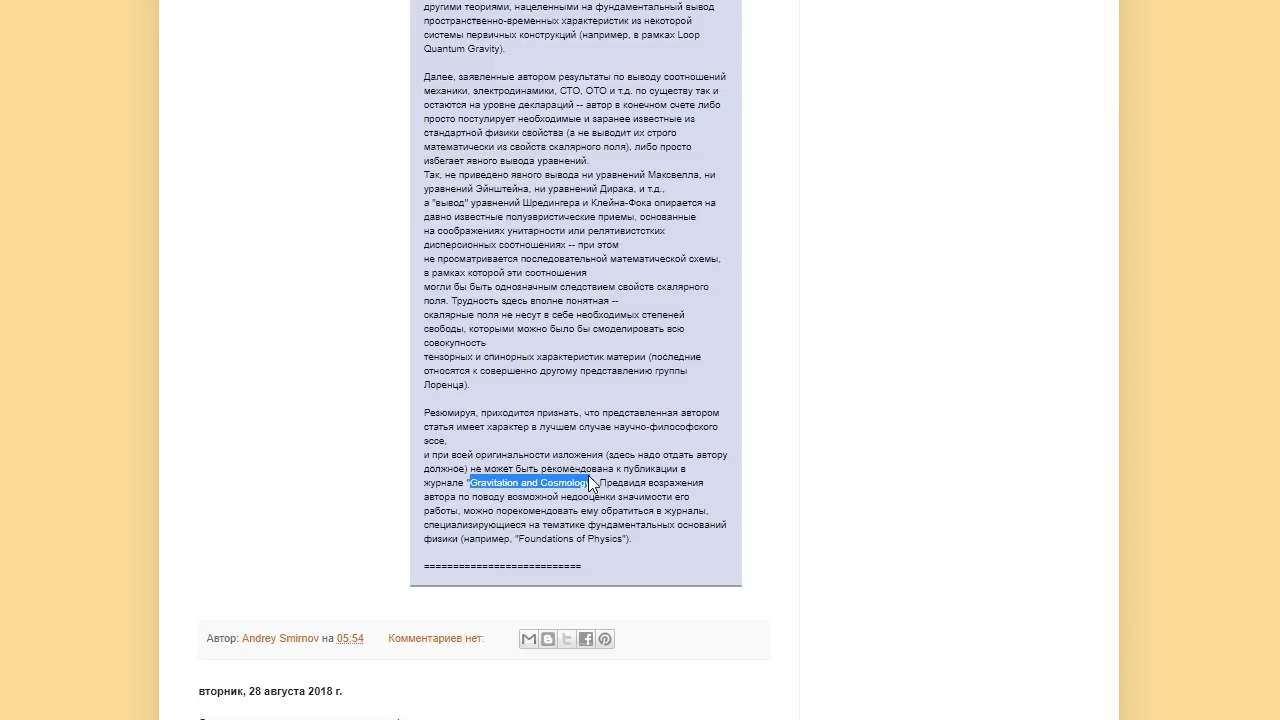 другими теориями, нацеленными на фундаментальный вывод
пространственно-временных характеристик из некоторой
системы первичных конструкций (например, в рамках Loop
Quantum Gravity).
Далее, заявленные автором результаты по выводу соотношений
механики, электродинамики, СТО, ОТО и т.д. по существу так и
остаются на уровне деклараций -- автор в конечном счете либо
просто постулирует необходимые и заранее известные из
стандартной физики свойства (а не выводит их строго
математически из свойств скалярного поля), либо просто
избегает явного вывода уравнений.
Так, не приведено явного вывода ни уравнений Максвелла, ни
уравнений Эйнштейна, ни уравнений Дирака, и т.д.,
а "вывод" уравнений Шредингера и Клейна-Фока опирается на
давно известные полуэвристические приемы, основанные
на соображениях унитарности или релятивистстких
дисперсионных соотношениях -- при этом
не просматривается последовательной математической схемы,
в рамках которой эти соотношения
могли бы быть однозначным следствием свойств скалярного
поля. Трудность здесь вполне понятная --
скалярные поля не несут в себе необходимых степеней
свободы, которыми можно было бы смоделировать всю
совокупность
тензорных и спинорных характеристик материи (последние
относятся к совершенно другому представлению группы
Лоренца).
Резюмируя, приходится признать, что представленная автором
статья имеет характер в лучшем случае научно-философского
эссе,
и при всей оригинальности изложения (здесь надо отдать автору
должное) не может быть рекомендована к публикации в
журнале "Gravitation and Cosmology Предвидя возражения
автора по поводу возможной недооценки значимости его
работы, можно порекомендовать ему обратиться в журналы,
специализирующиеся на тематике фундаментальных оснований
физики (например, "Foundations of Physics").
===========================
Автор: Andrey Smirnov на 05:54 Комментариев нет:
вторник, 28 августа 2018 г.